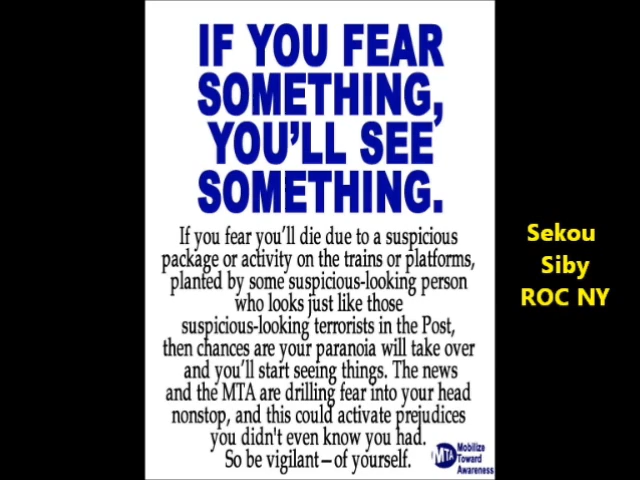 IF YOU FEAR
SOMETHING,
YOU'LL SEE
SOMETHING.
If you fear you'll die due to a suspicious
package or activity on the trains or platforms,
planted by some suspicious-looking person
who looks just like those
suspicious-looking terrorists in the Post,
then chances are your paranoia will take over
and you'll start seeing things. The news
and the MTA are drilling fear into your head
nonstop, and this could activate prejudices
you didn't even know you had.
So be vigilant—of yourself.
MTA
Mobilize
Toward
Awareness
Sekou
Siby
ROC NY